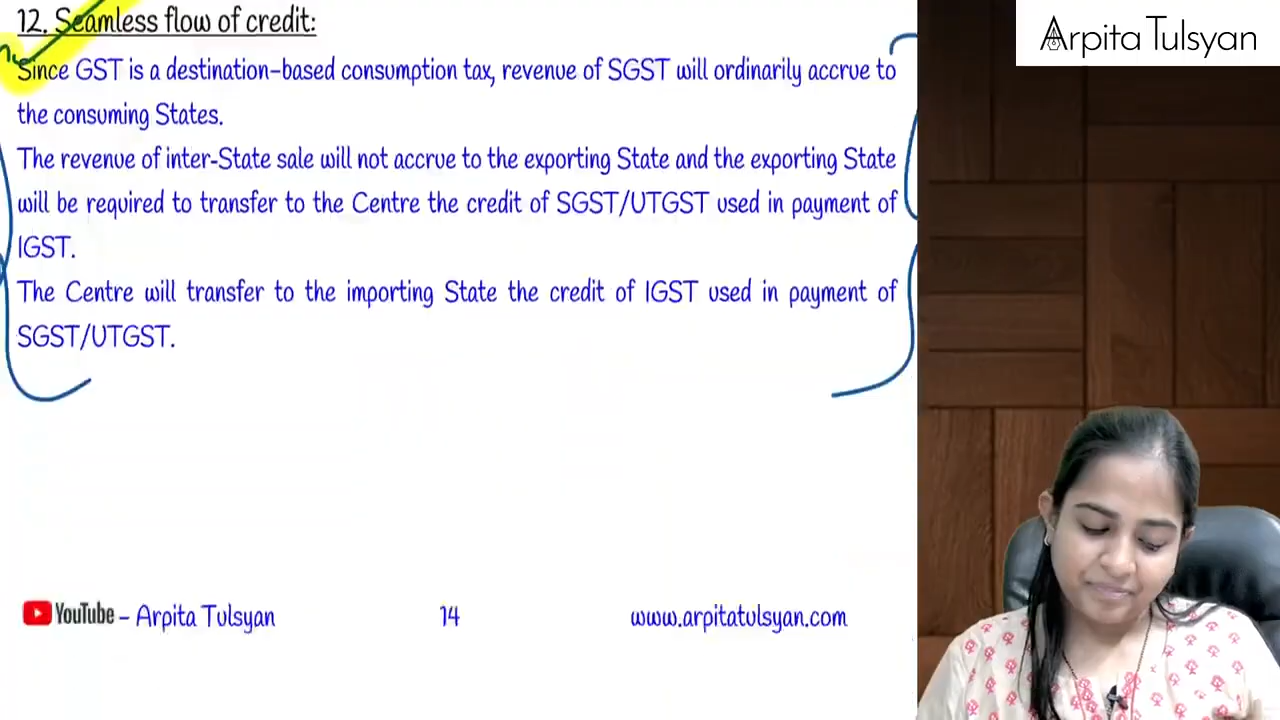 12. Seamless flow of credit:
Arpita Tulsyan
Since GST is a destination-based consumption tax, revenue of SGST will ordinarily accrue to
the consuming States.
The revenue of inter-State sale will not accrue to the exporting State and the exporting State
will be required to transfer to the Centre the credit of SGST/UTGST used in payment of
IGST.
The Centre will transfer to the importing State the credit of IGST used in payment of
SGST/UTGST.
YouTube - Arpita Tulsyan
14
www.arpitatulsyan.com